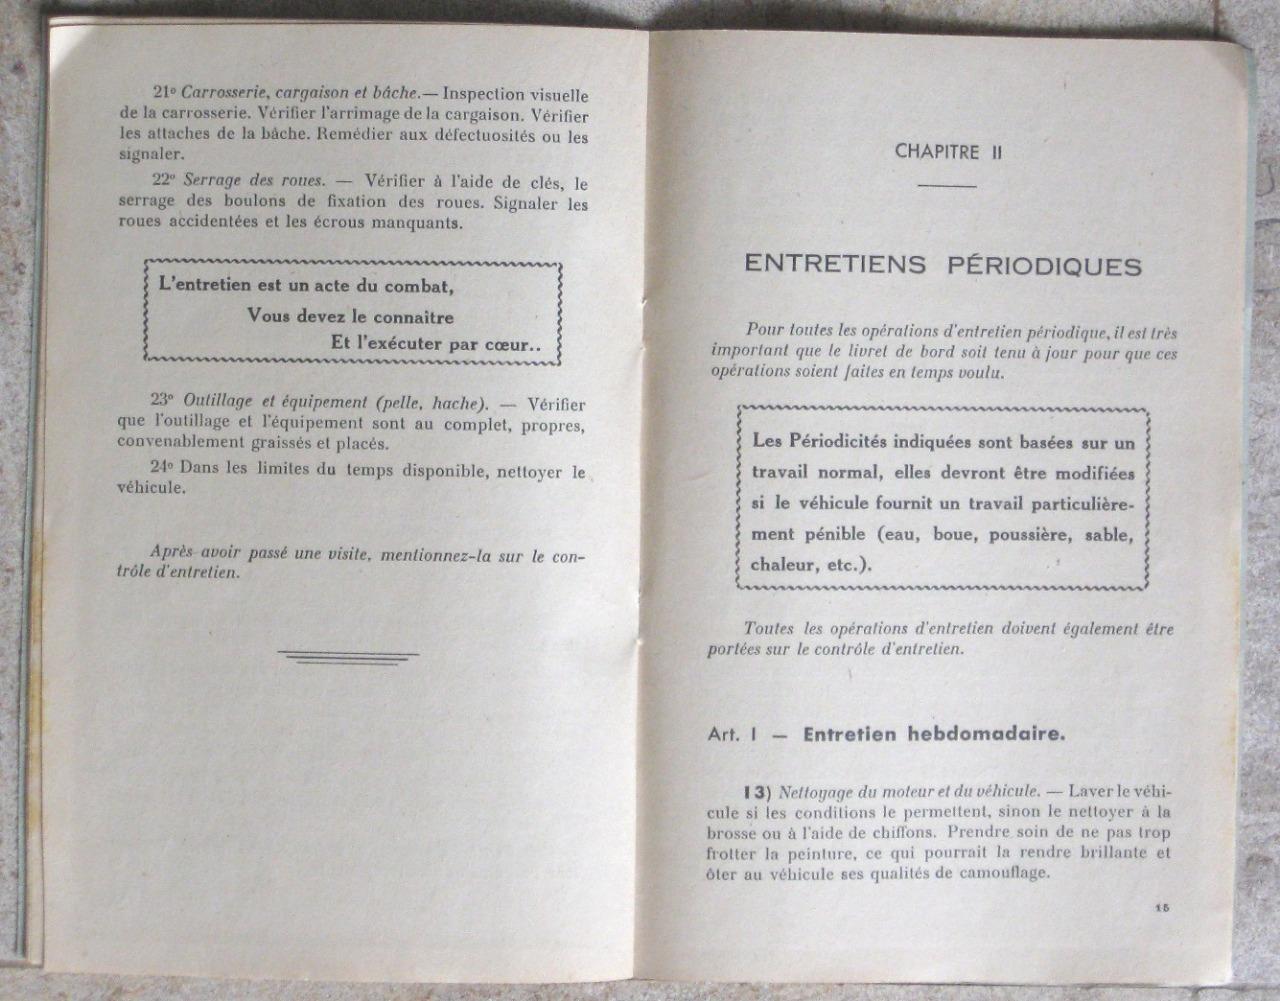 21º Carrosserie, cargaison et bâche.— Inspection visuelle
de la carrosserie. Vérifier l'arrimage de la cargaison. Vérifier
les attaches de la bâche. Remédier aux défectuosités ou les
signaler.
22º Serrage des roues. — Vérifier à l'aide de clés, le
serrage des boulons de fixation des roues. Signaler les
roues accidentées et les écrous manquants.
L'entretien est un acte du combat,
Vous devez le connaitre
Et l'exécuter par cœur..
23º Outillage et équipement (pelle, hache). — Vérifier
que l'outillage et l'équipement sont au complet, propres,
convenablement graissés et placés.
24º Dans les limites du temps disponible, nettoyer le
véhicule.
Après avoir passé une visite, mentionnez-la sur le con-
trôle d'entretien.
CHAPITRE II
ENTRETIENS PÉRIODIQUES
Pour toutes les opérations d'entretien périodique, il est très
important que le livret de bord soit tenu à jour pour que ces
opérations soient faites en temps voulu.
Les Périodicités indiquées sont basées sur un
travail normal, elles devront être modifiées
si le véhicule fournit un travail particulière-
ment pénible (eau, boue, poussière, sable,
chaleur, etc.).
Toutes les opérations d'entretien doivent également être
portées sur le contrôle d'entretien.
Art. I — Entretien hebdomadaire.
13) Nettoyage du moteur et du véhicule. — Laver le véhi-
cule si les conditions le permettent, sinon le nettoyer à la
brosse ou à l'aide de chiffons. Prendre soin de ne pas trop
frotter la peinture, ce qui pourrait la rendre brillante et
ôter au véhicule ses qualités de camouflage.
15